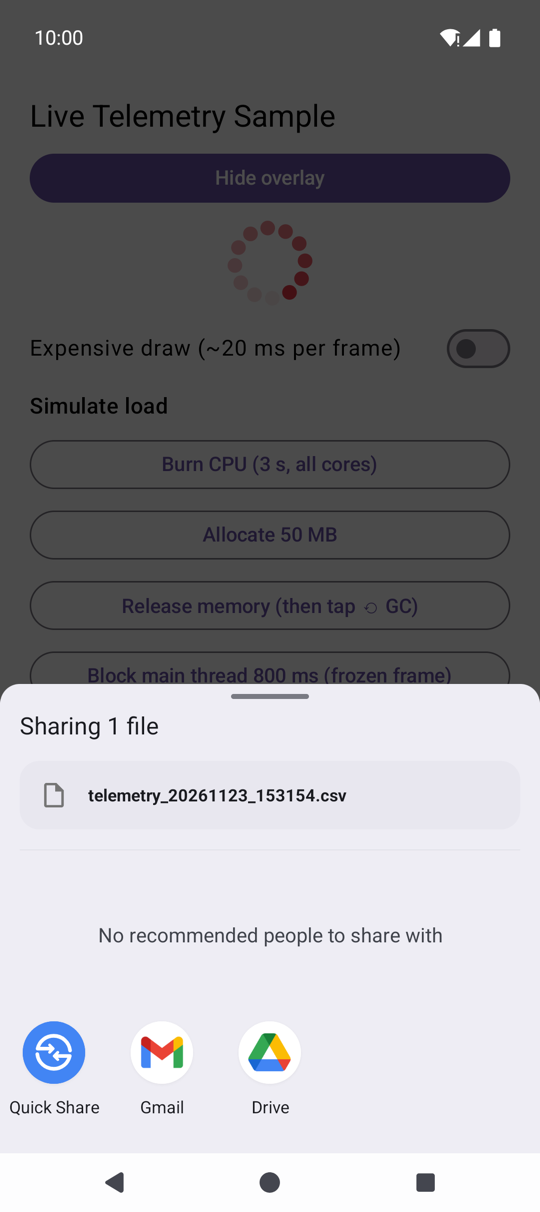 10:00
Live Telemetry Sample
Hide overlay
Expensive draw (~20 ms per frame)
Simulate load
Burn CPU (3 s, all cores)
Allocate 50 MB
Release memory (then tap ⟲ GC)
Block main thread 800 ms (frozen frame)
Sharing 1 file
telemetry_20261123_153154.csv
No recommended people to share with
Quick Share
Gmail
Drive